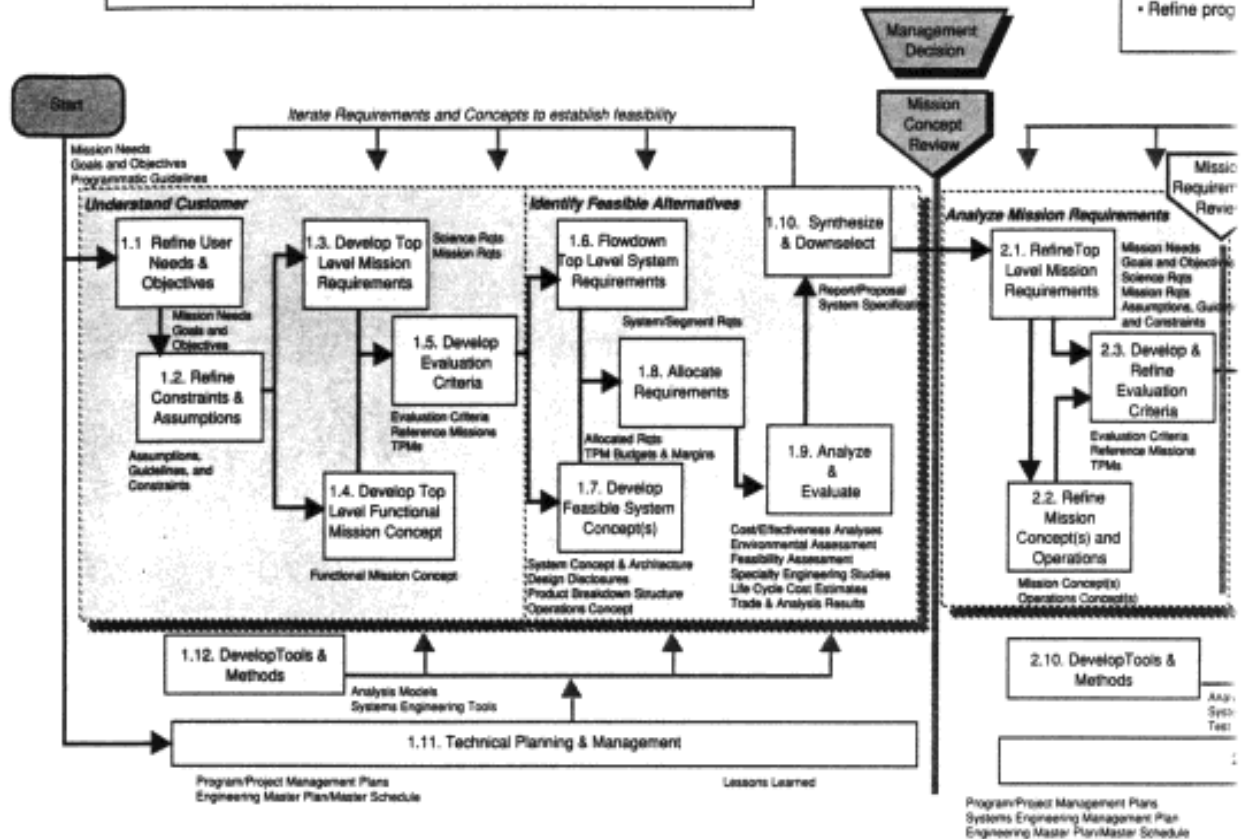 • Refine prog
Management
Decision
Mission
Concept
Review
Start
Iterate Requirements and Concepts to establish feasibility
Mission Needs
Goals and Objectives
Programmatic Guidelines
Understand Customer
1.1 Refine User
Needs &
Objectives
Mission Needs
Goals and
Objectives
1.2. Refine
Constraints &
Assumptions
Assumptions,
Guidelines, and
Constraints
1.3. Develop Top
Level Mission
Requirements
Science Rqts
Mission Rqts
1.5. Develop
Evaluation
Criteria
Evaluation Criteria
Reference Missions
TPMs
1.4. Develop Top
Level Functional
Mission Concept
Functional Mission Concept
Identify Feasible Alternatives
1.6. Flowdown
Top Level System
Requirements
System/Segment Rqts
1.8. Allocate
Requirements
Allocated Rqts
TPM Budgets & Margins
1.7. Develop
Feasible System
Concept(s)
System Concept & Architecture
Design Disclosures
Product Breakdown Structure
Operations Concept
1.10. Synthesize
& Downselect
Report/Proposal
System Specificati
1.9. Analyze
&
Evaluate
Cost/Effectiveness Analyses
Environmental Assessment
Feasibility Assessment
Specialty Engineering Studies
Life Cycle Cost Estimates
Trade & Analysis Results
1.12. DevelopTools &
Methods
Analysis Models
Systems Engineering Tools
1.11. Technical Planning & Management
Program/Project Management Plans
Engineering Master Plan/Master Schedule
Lessons Learned
Missio
Requirem
Revie
Analyze Mission Requirements
2.1. RefineTop
Level Mission
Requirements
Mission Needs
Goals and Objectives
Science Rqts
Mission Rqts
Assumptions, Guide
and Constraints
2.3. Develop &
Refine
Evaluation
Criteria
Evaluation Criteria
Reference Missions
TPMs
2.2. Refine
Mission
Concept(s) and
Operations
Mission Concept(s)
Operations Concept(s)
2.10. DevelopTools &
Methods
Program/Project Management Plans
Systems Engineering Management Plan
Engineering Master Plan/Master Schedule